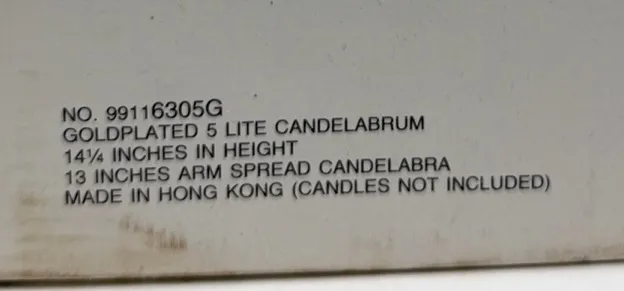 NO. 99116305G
GOLDPLATED 5 LITE CANDELABRUM
14¼ INCHES IN HEIGHT
13 INCHES ARM SPREAD CANDELABRA
MADE IN HONG KONG (CANDLES NOT INCLUDED)